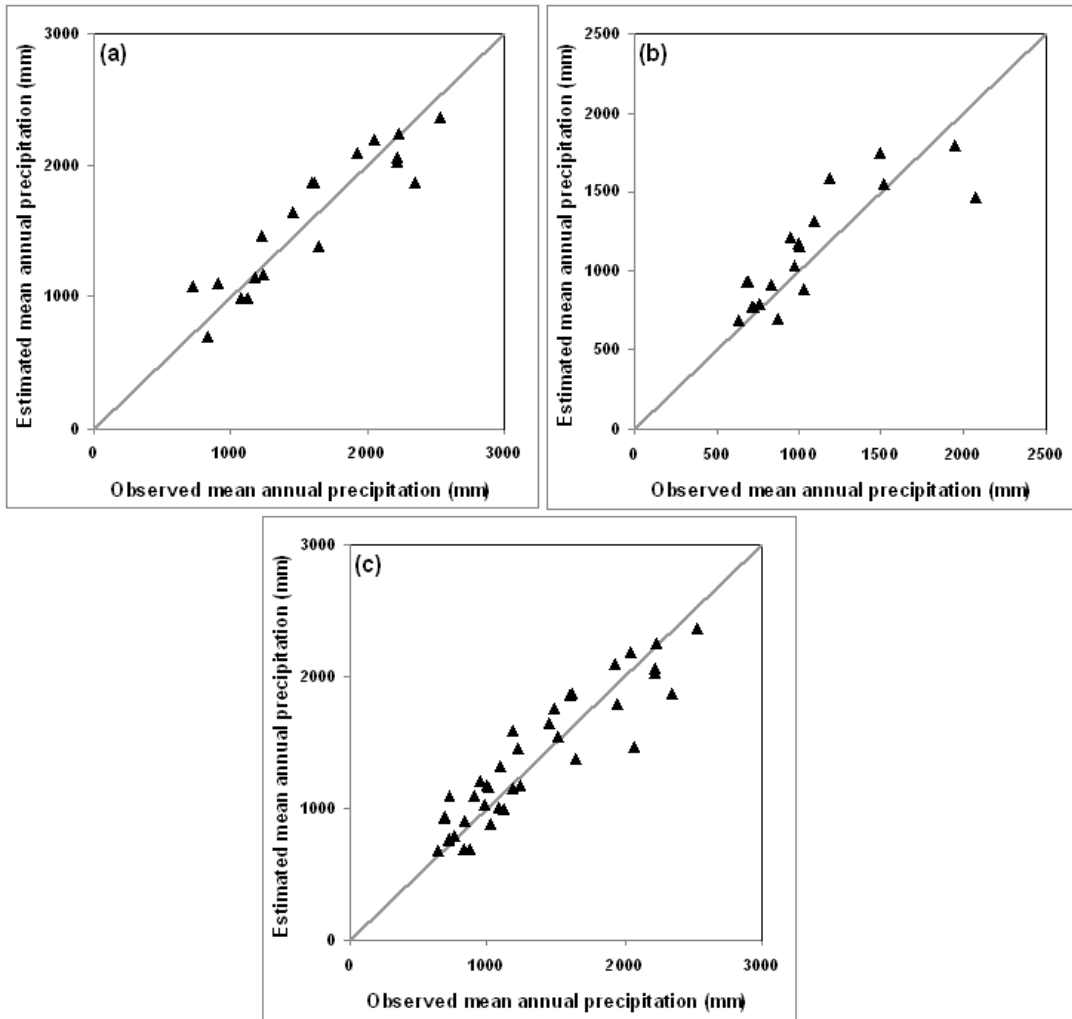 (a)
Estimated mean annual precipitation (mm)
3000
2000
1000
0
0 1000 2000 3000
Observed mean annual precipitation (mm)
(b)
Estimated mean annual precipitation (mm)
2500
2000
1500
1000
500
0
0 500 1000 1500 2000 2500
Observed mean annual precipitation (mm)
(c)
Estimated mean annual precipitation (mm)
3000
2000
1000
0
0 1000 2000 3000
Observed mean annual precipitation (mm)